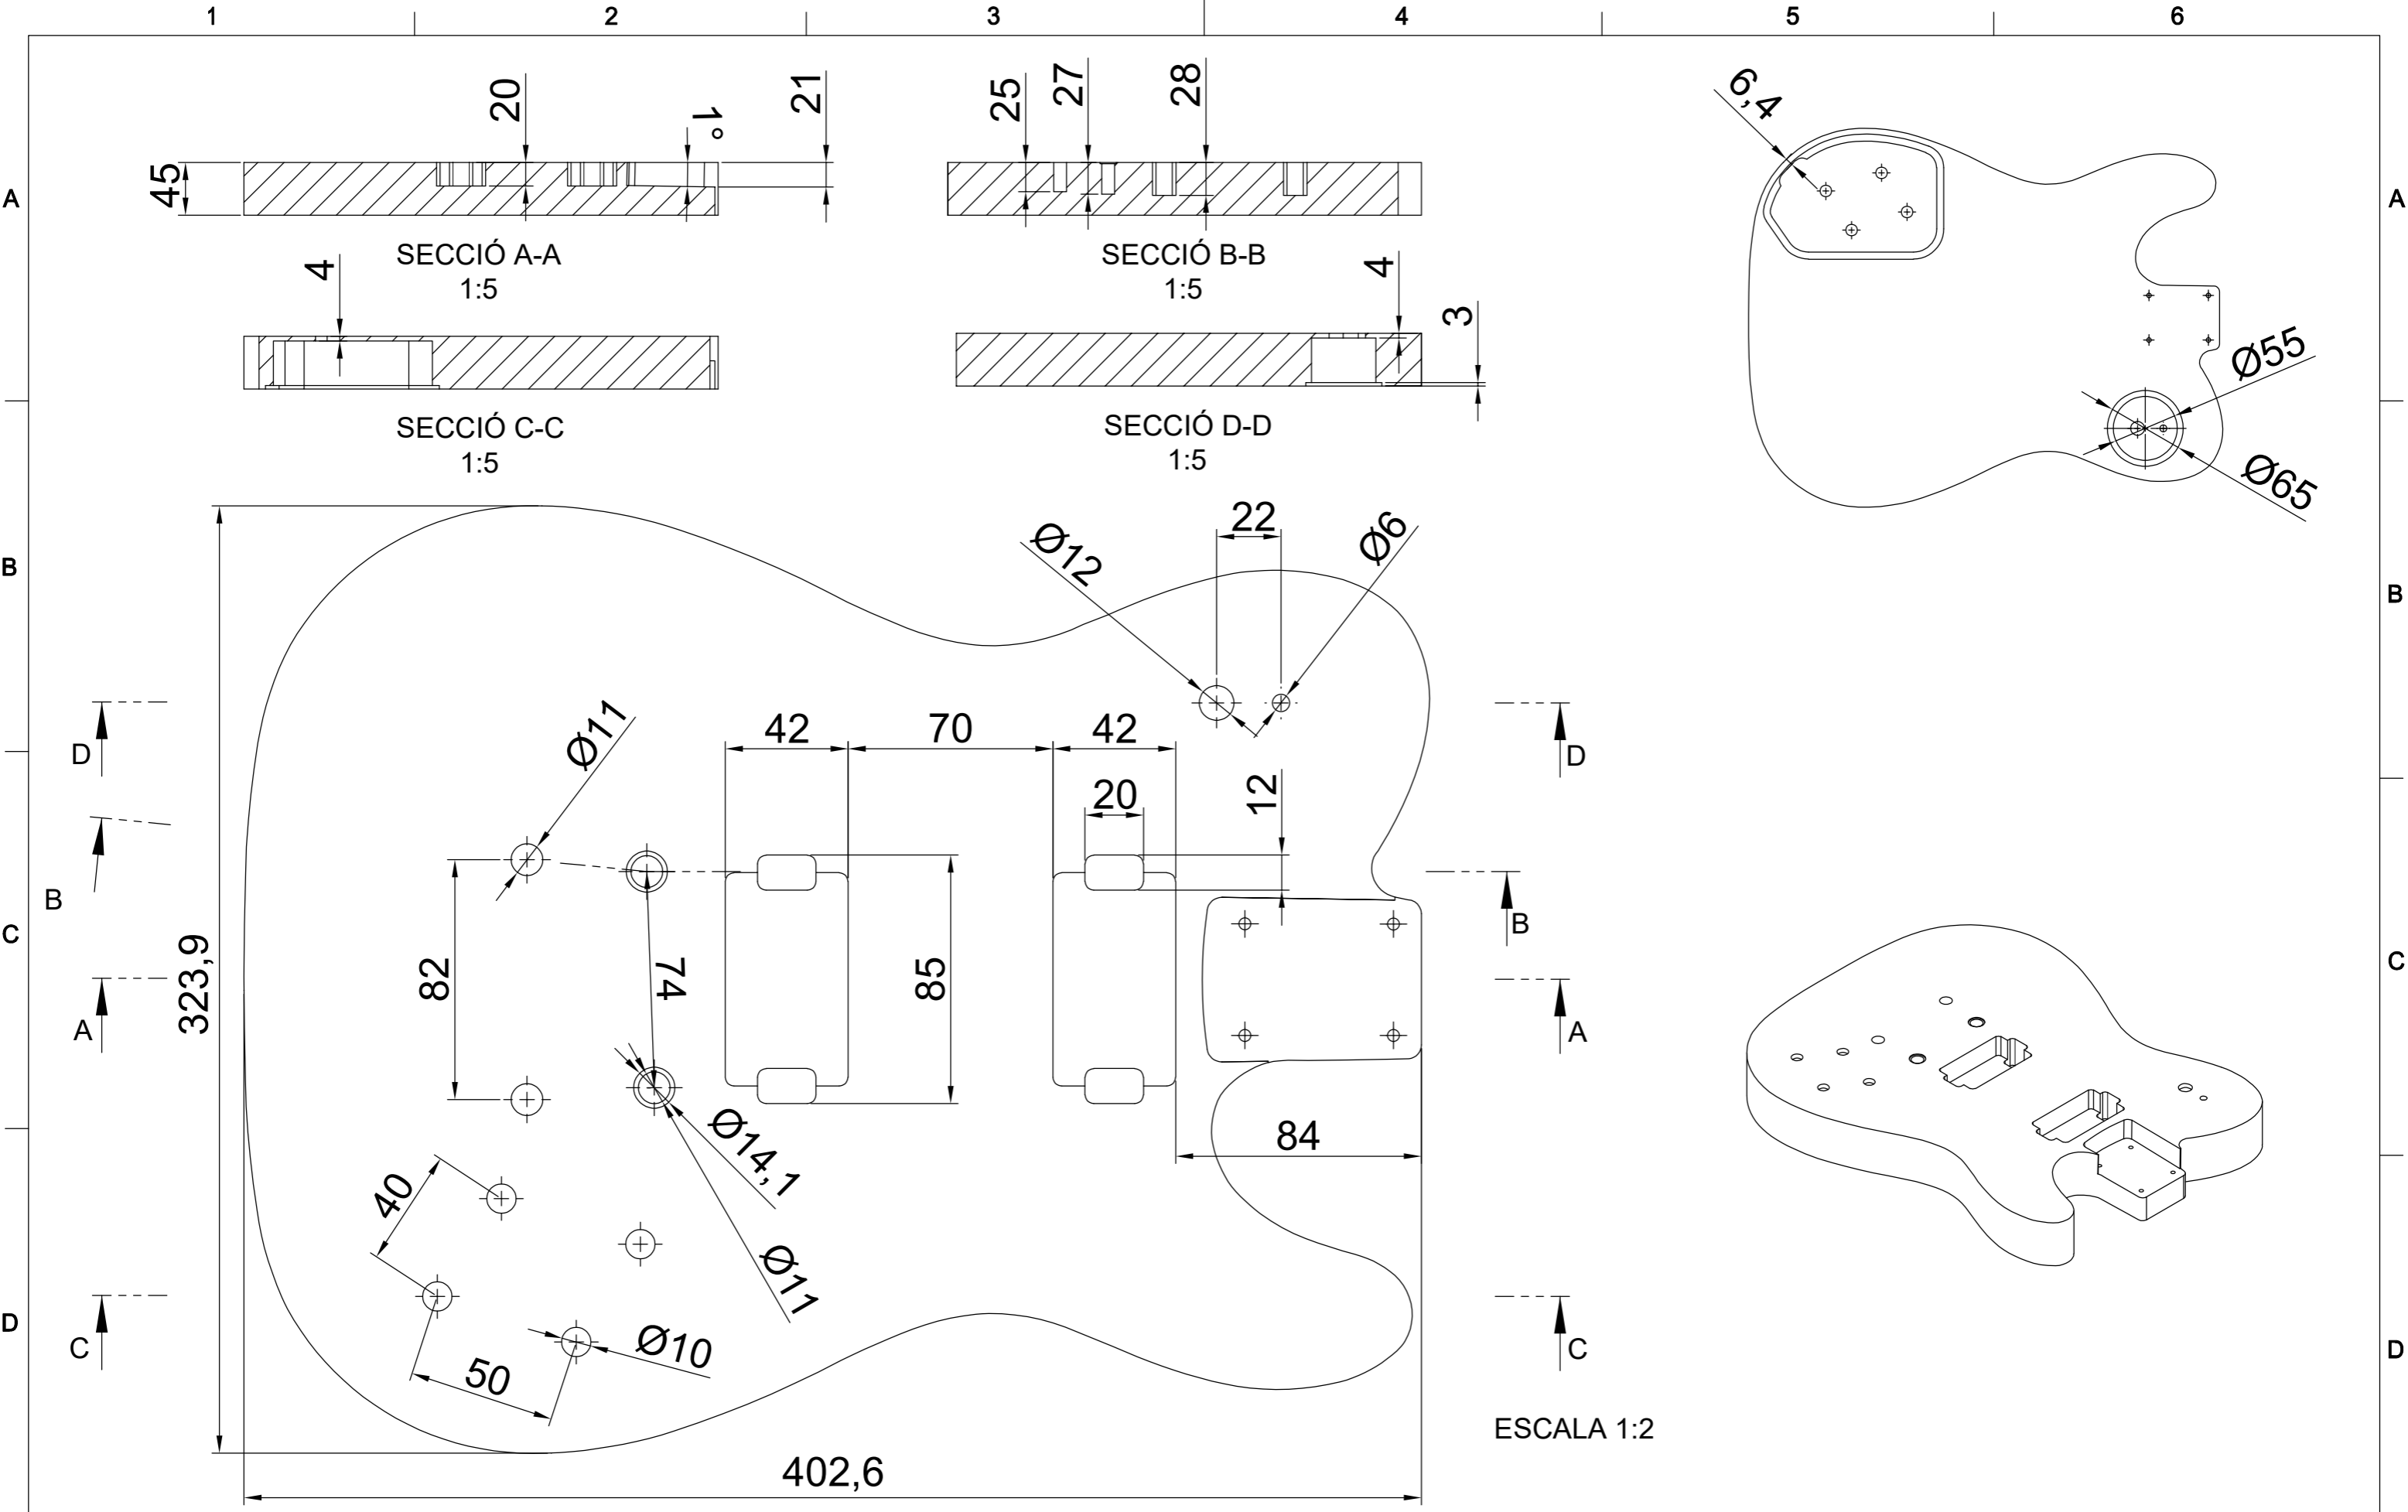 1 2 3 4 5 6
A
A
B
B
C
C
D
D
45
20
1°
21
SECCIÓ A-A
1:5
25
27
28
SECCIÓ B-B
1:5
4
SECCIÓ C-C
1:5
4
3
SECCIÓ D-D
1:5
6,4
Ø55
Ø65
22
Ø12
Ø6
D
D
Ø11
42
70
42
20
12
B
B
82
74
85
323,9
A
A
84
Ø14,1
Ø11
40
50
Ø10
C
C
402,6
ESCALA 1:2